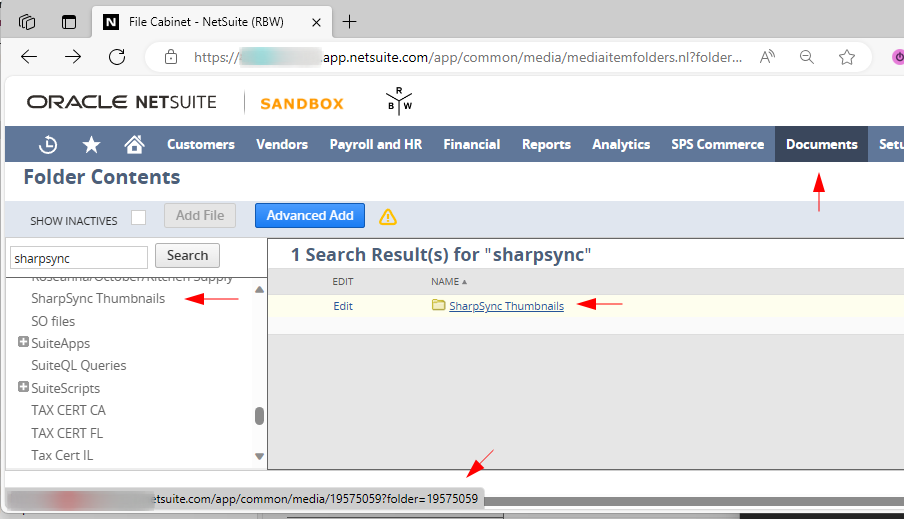 File Cabinet - NetSuite (RBW)
https:// .app.netsuite.com/app/common/media/mediaitemfolders.nl?folder...
ORACLE NETSUITE SANDBOX R B W
Customers Vendors Payroll and HR Financial Reports Analytics SPS Commerce Documents Setu
Folder Contents
SHOW INACTIVES Add File Advanced Add
sharpsync Search
1 Search Result(s) for "sharpsync"
EDIT NAME
Edit SharpSync Thumbnails
Roseanna/October/Kitchen Supply
SharpSync Thumbnails
SO files
SuiteApps
SuiteQL Queries
SuiteScripts
TAX CERT CA
TAX CERT FL
Tax Cert IL
etsuite.com/app/common/media/19575059?folder=19575059